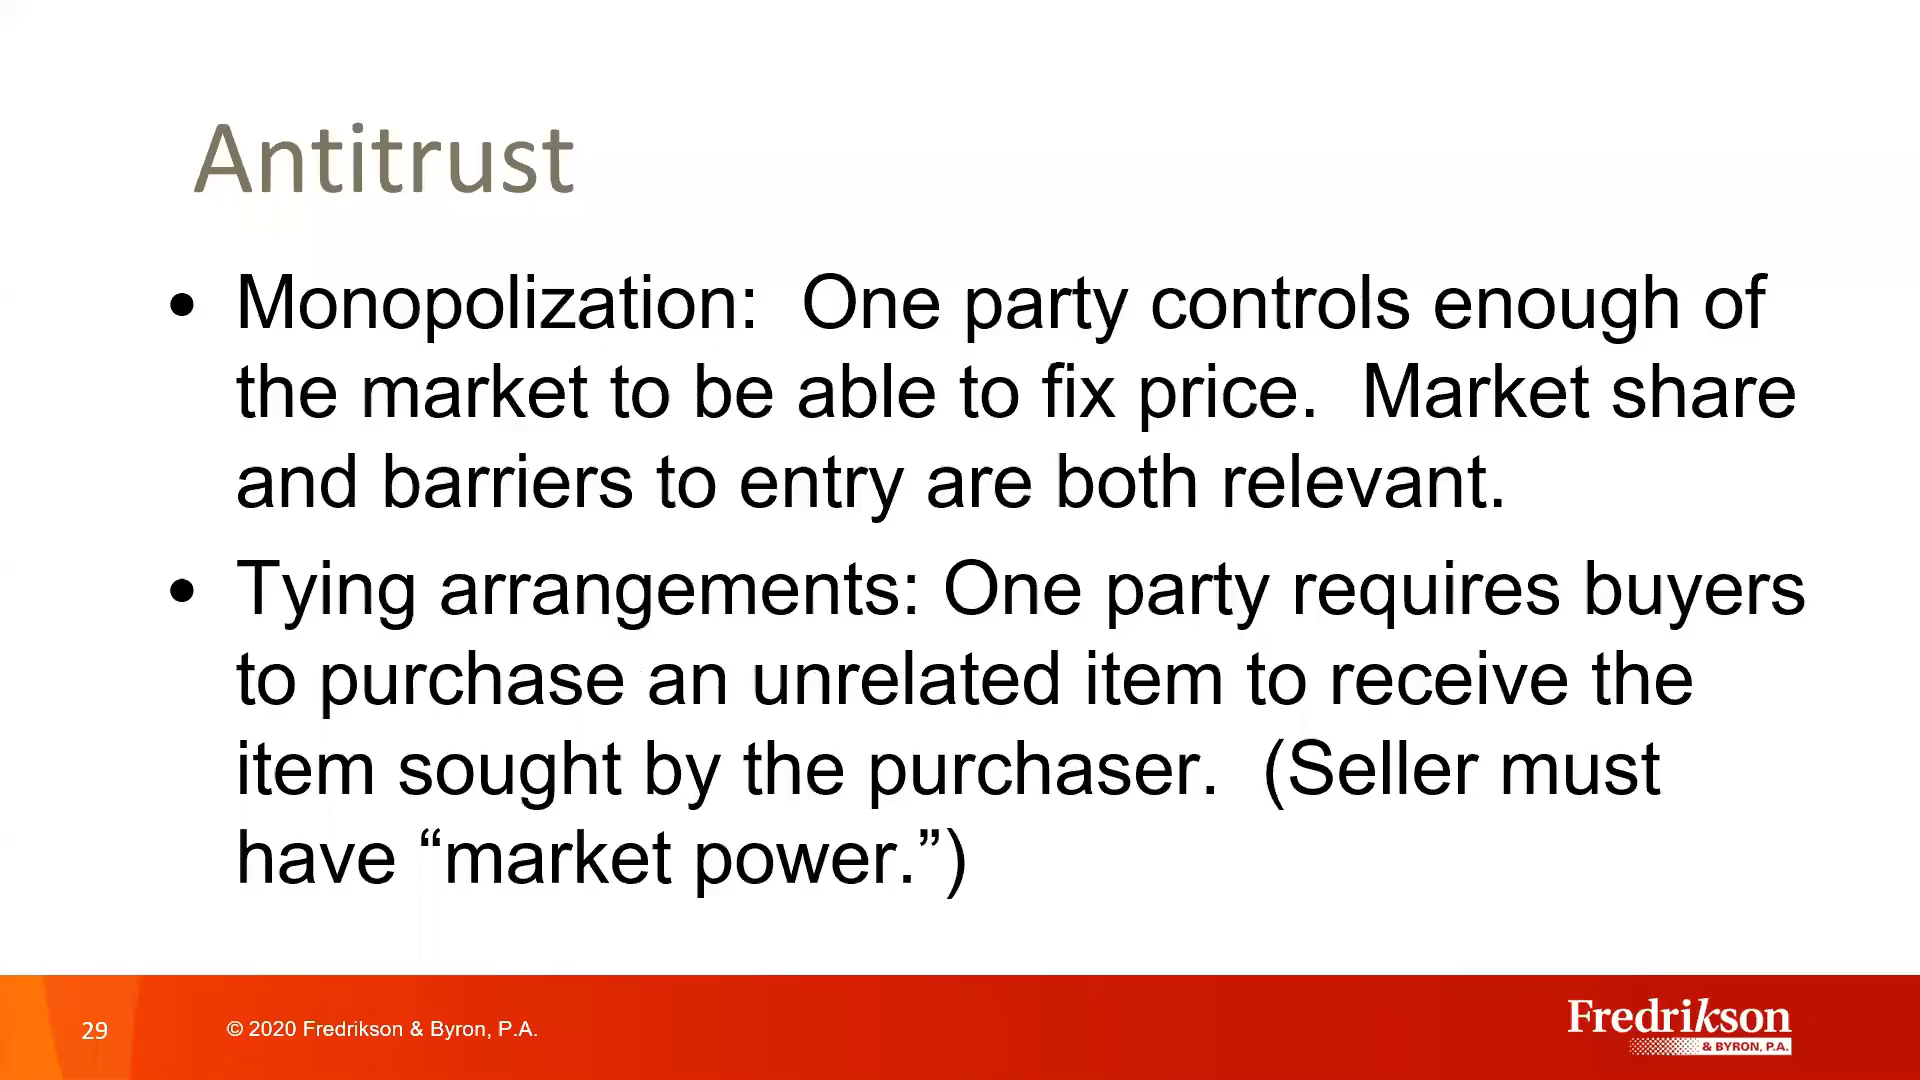 Antitrust
• Monopolization:  One party controls enough of
the market to be able to fix price.  Market share
and barriers to entry are both relevant.
• Tying arrangements: One party requires buyers
to purchase an unrelated item to receive the
item sought by the purchaser.  (Seller must
have “market power.”)
29
© 2020 Fredrikson & Byron, P.A.
Fredrikson
& BYRON, P.A.